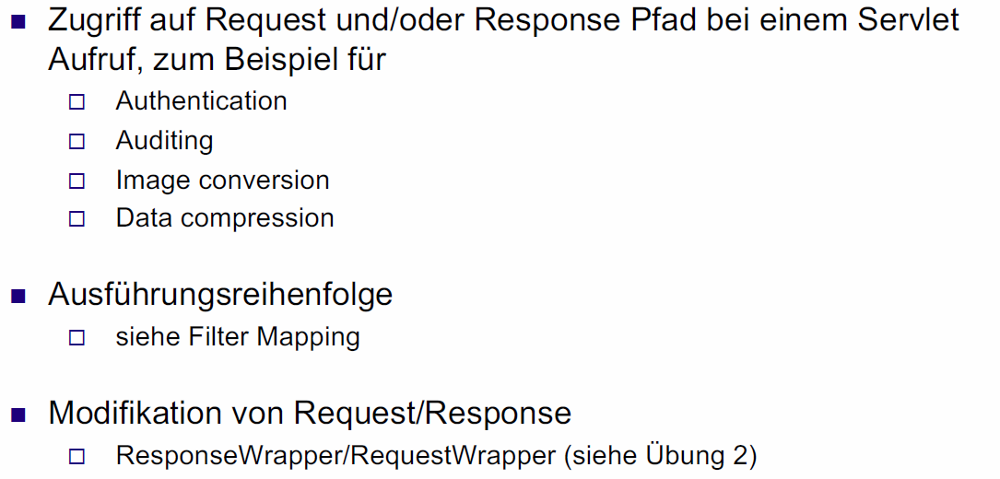 Zugriff auf Request und/oder Response Pfad bei einem Servlet
Aufruf, zum Beispiel für
Authentication
Auditing
Image conversion
Data compression
Ausführungsreihenfolge
siehe Filter Mapping
Modifikation von Request/Response
ResponseWrapper/RequestWrapper (siehe Übung 2)